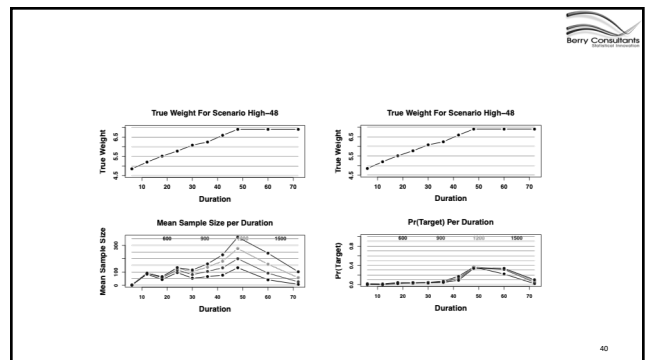 Berry Consultants
Statistical Innovation
True Weight For Scenario High−48
True Weight
4.5 5.5 6.5
10 20 30 40 50 60 70
Duration
True Weight For Scenario High−48
True Weight
4.5 5.5 6.5
10 20 30 40 50 60 70
Duration
Mean Sample Size per Duration
Mean Sample Size
0 100 300
600 900 1200 1500
10 20 30 40 50 60 70
Duration
Pr(Target) Per Duration
Pr(Target)
0.0 0.4 0.8
600 900 1200 1500
10 20 30 40 50 60 70
Duration
40